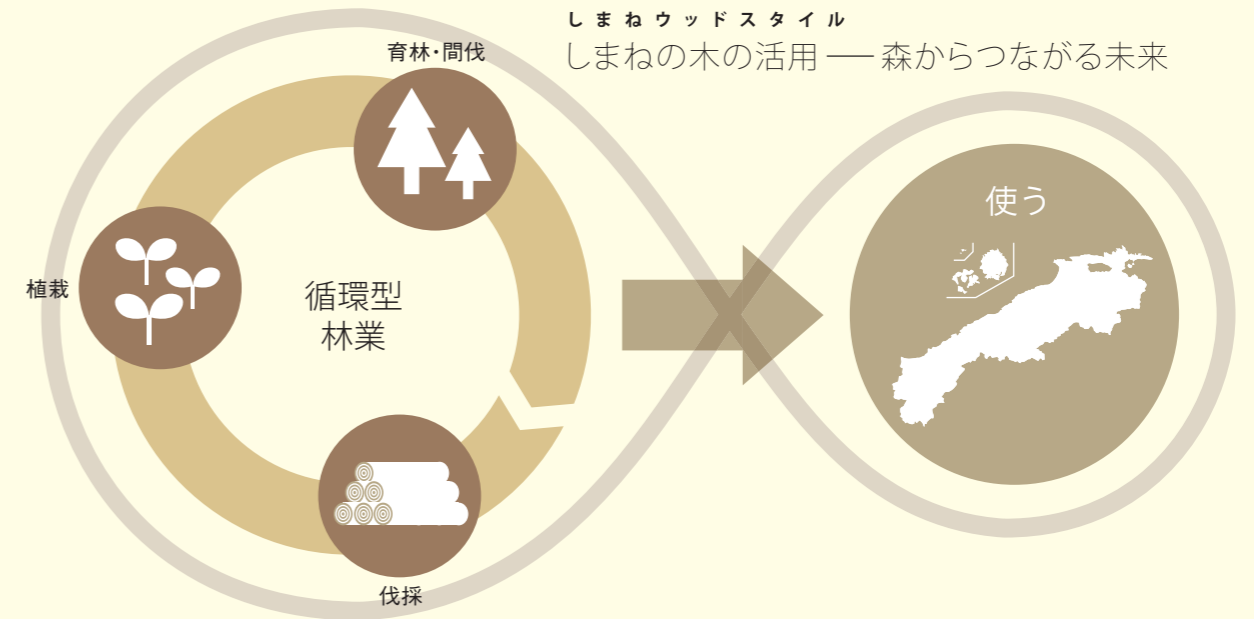 しまねウッドスタイル
しまねの木の活用 ── 森からつながる未来
育林・間伐
植栽
循環型
林業
伐採
使う